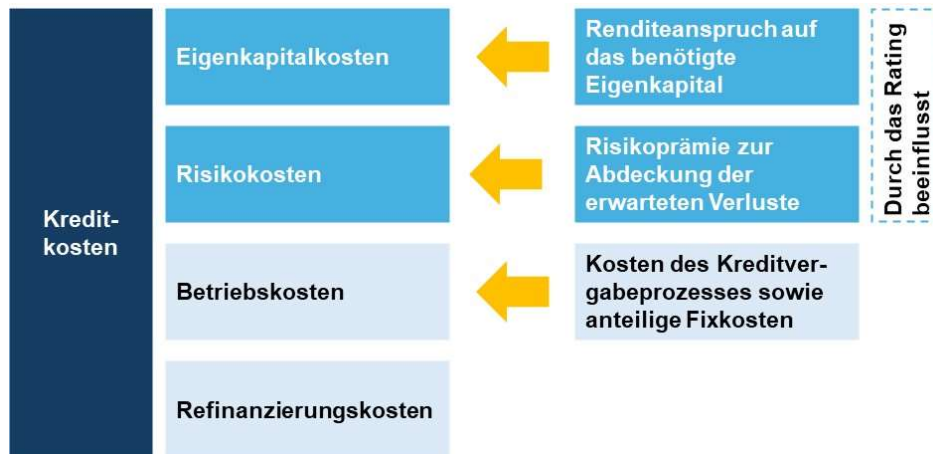 Kredit-
kosten
Eigenkapitalkosten
Renditeanspruch auf
das benötigte
Eigenkapital
Risikokosten
Risikoprämie zur
Abdeckung der
erwarteten Verluste
Durch das Rating
beeinflusst
Betriebskosten
Kosten des Kreditver-
gabeprozesses sowie
anteilige Fixkosten
Refinanzierungskosten